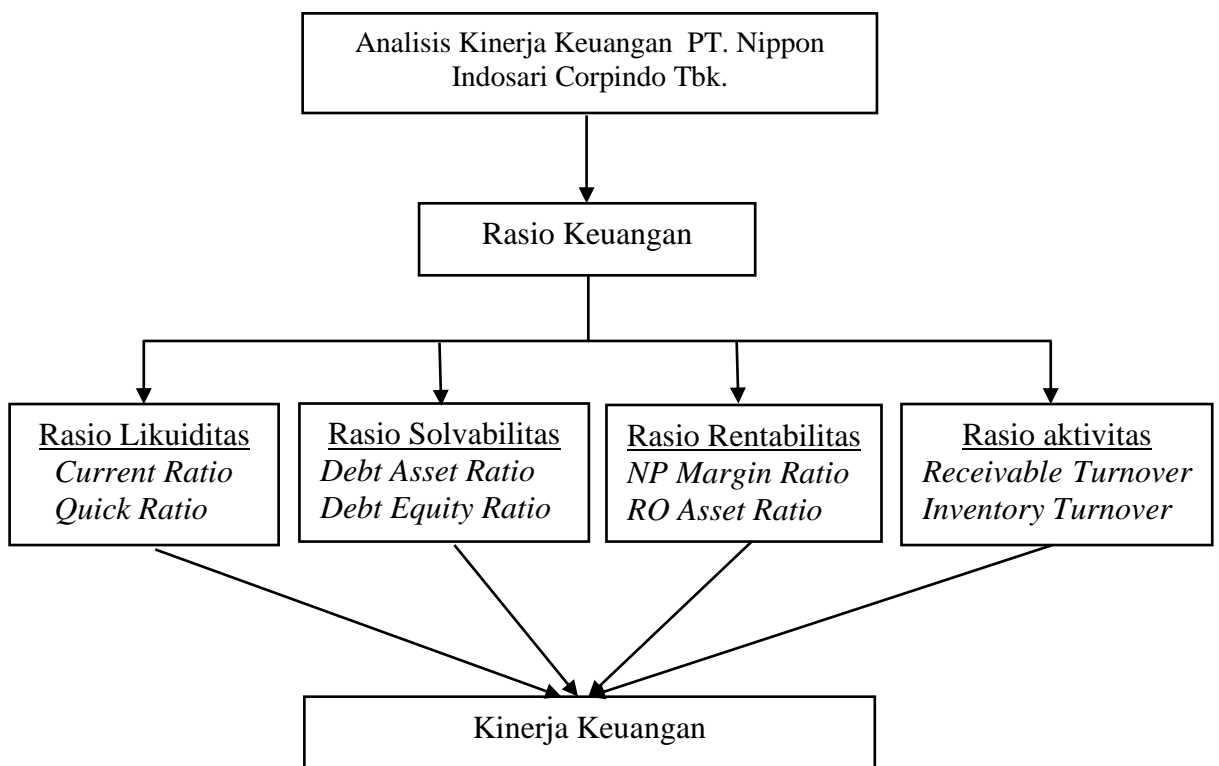 Analisis Kinerja Keuangan PT. Nippon
Indosari Corpindo Tbk.
Rasio Keuangan
Rasio Likuiditas
Current Ratio
Quick Ratio
Rasio Solvabilitas
Debt Asset Ratio
Debt Equity Ratio
Rasio Rentabilitas
NP Margin Ratio
RO Asset Ratio
Rasio aktivitas
Receivable Turnover
Inventory Turnover
Kinerja Keuangan